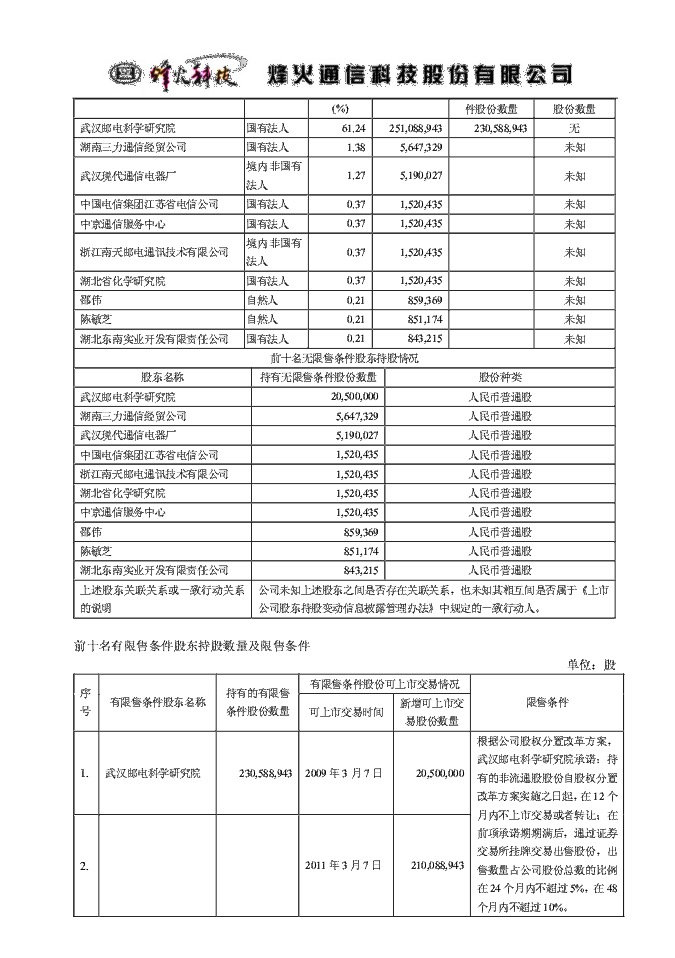 烽火科技 烽火通信科技股份有限公司
(%) 件股份数量 股份数量
武汉邮电科学研究院 国有法人 61.24 251,088,943 230,588,943 无
湖南三力通信经贸公司 国有法人 1.38 5,647,329 未知
武汉现代通信电器厂 境内非国有法人 1.27 5,190,027 未知
中国电信集团江苏省电信公司 国有法人 0.37 1,520,435 未知
中京通信服务中心 国有法人 0.37 1,520,435 未知
浙江南天邮电通讯技术有限公司 境内非国有法人 0.37 1,520,435 未知
湖北省化学研究院 国有法人 0.37 1,520,435 未知
邵伟 自然人 0.21 859,369 未知
陈敏芝 自然人 0.21 851,174 未知
湖北东南实业开发有限责任公司 国有法人 0.21 843,215 未知
前十名无限售条件股东持股情况
股东名称 持有无限售条件股份数量 股份种类
武汉邮电科学研究院 20,500,000 人民币普通股
湖南三力通信经贸公司 5,647,329 人民币普通股
武汉现代通信电器厂 5,190,027 人民币普通股
中国电信集团江苏省电信公司 1,520,435 人民币普通股
浙江南天邮电通讯技术有限公司 1,520,435 人民币普通股
湖北省化学研究院 1,520,435 人民币普通股
中京通信服务中心 1,520,435 人民币普通股
邵伟 859,369 人民币普通股
陈敏芝 851,174 人民币普通股
湖北东南实业开发有限责任公司 843,215 人民币普通股
上述股东关联关系或一致行动关系
的说明
公司未知上述股东之间是否存在关联关系，也未知其相互间是否属于《上市
公司股东持股变动信息披露管理办法》中规定的一致行动人。
前十名有限售条件股东持股数量及限售条件
单位：股
序号 有限售条件股东名称 持有的有限售条件股份数量 有限售条件股份可上市交易情况 限售条件
可上市交易时间 新增可上市交易股份数量
1. 武汉邮电科学研究院 230,588,943 2009 年 3 月 7 日 20,500,000
2. 2011 年 3 月 7 日 210,088,943
根据公司股权分置改革方案，
武汉邮电科学研究院承诺：持
有的非流通股股份自股权分置
改革方案实施之日起，在 12 个
月内不上市交易或者转让；在
前项承诺期期满后，通过证券
交易所挂牌交易出售股份，出
售数量占公司股份总数的比例
在 24 个月内不超过 5%，在 48
个月内不超过 10%。